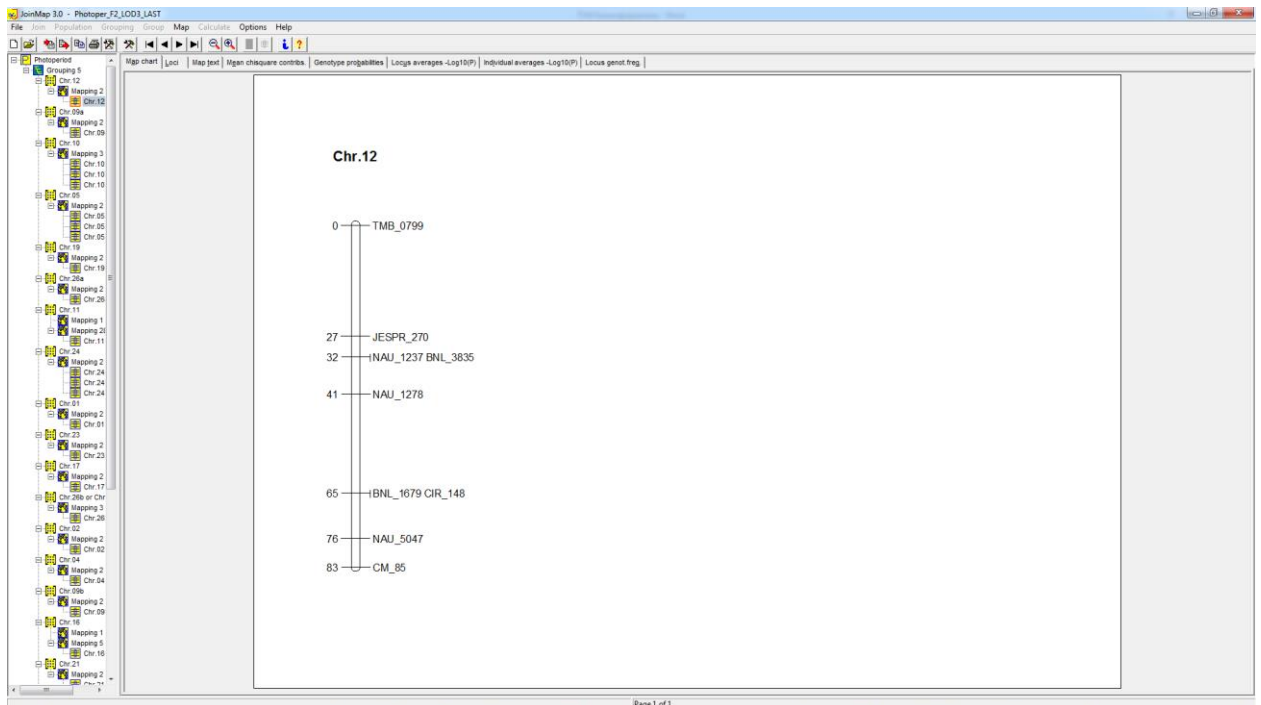 JoinMap 3.0 - Photoper_F2_LOD3_LAST
File Join Population Grouping Group Map Calculate Options Help
Map chart Loci Map text Mean chisquare contribs. Genotype probabilities Locus averages -Log10(P) Individual averages -Log10(P) Locus genot.freq.
Photoperiod
Grouping 5
Chr.12
Mapping 2
Chr.12
Chr.09a
Mapping 2
Chr.09
Chr.10
Mapping 3
Chr.10
Chr.10
Chr.10
Chr.05
Mapping 2
Chr.05
Chr.05
Chr.05
Chr.19
Mapping 2
Chr.19
Chr.26a
Mapping 2
Chr.26
Chr.11
Mapping 1
Mapping 28
Chr.11
Chr.24
Mapping 2
Chr.24
Chr.24
Chr.24
Chr.01
Mapping 2
Chr.01
Chr.23
Mapping 2
Chr.23
Chr.17
Mapping 2
Chr.17
Chr.26b or Chr
Mapping 3
Chr.26
Chr.02
Mapping 2
Chr.02
Chr.04
Mapping 2
Chr.04
Chr.09b
Mapping 2
Chr.09
Chr.16
Mapping 1
Mapping 5
Chr.16
Chr.21
Mapping 2
Chr.21
Chr.12
0 TMB_0799
27 JESPR_270
32 NAU_1237 BNL_3835
41 NAU_1278
65 BNL_1679 CIR_148
76 NAU_5047
83 CM_85
Page 1 of 1